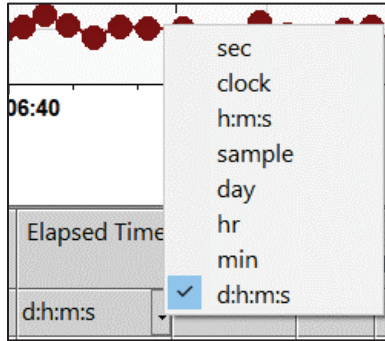 sec
clock
06:40
h:m:s
sample
day
Elapsed Time
hr
min
d:h:m:s
d:h:m:s